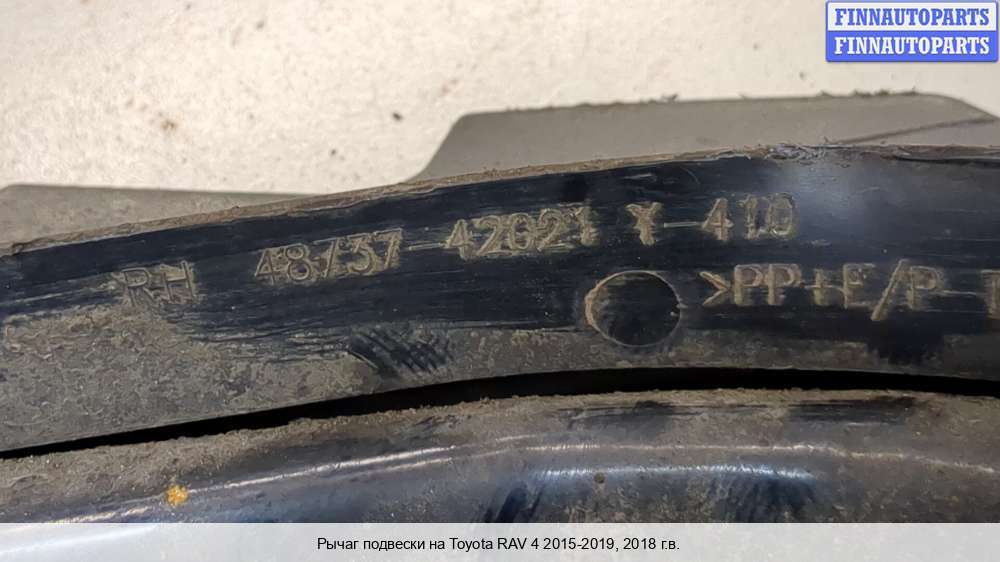 FINNAUTOPARTS
FINNAUTOPARTS
RH 48737-42021 Y-410
>PP+E/P-T
Рычаг подвески на Toyota RAV 4 2015-2019, 2018 г.в.